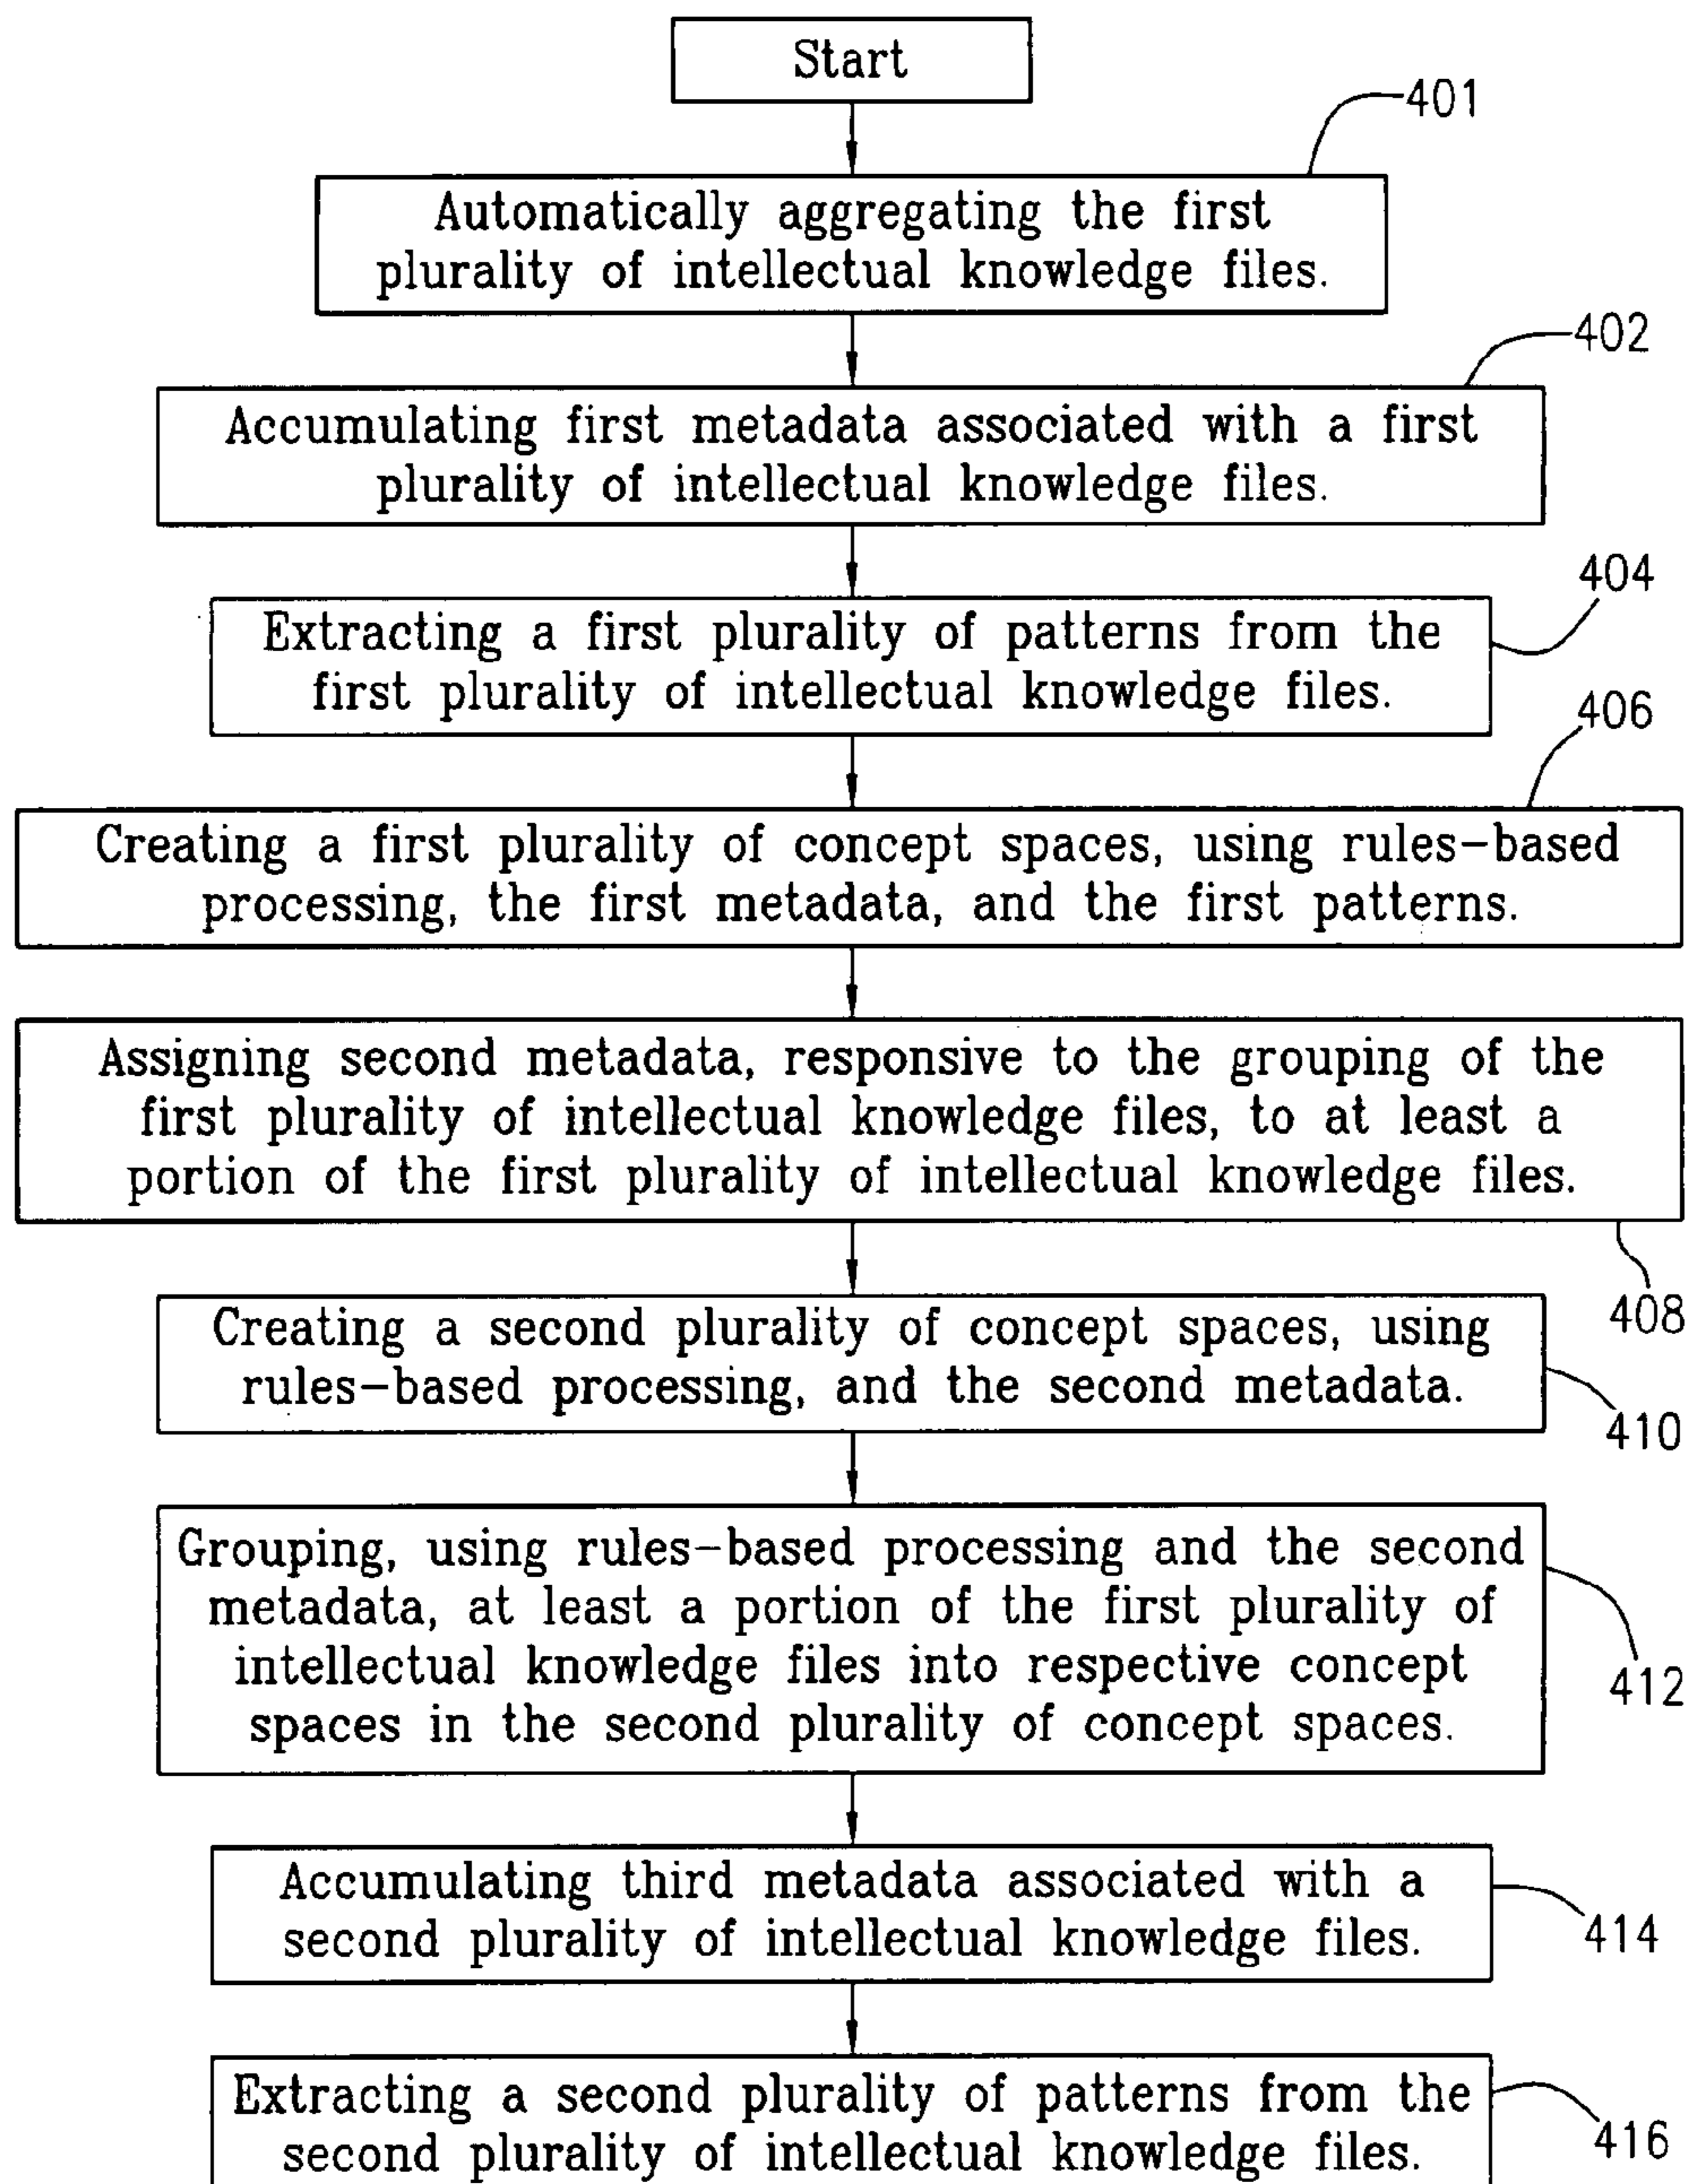 Start
401
Automatically aggregating the first
plurality of intellectual knowledge files.
402
Accumulating first metadata associated with a first
plurality of intellectual knowledge files.
404
Extracting a first plurality of patterns from the
first plurality of intellectual knowledge files.
406
Creating a first plurality of concept spaces, using rules-based
processing, the first metadata, and the first patterns.
Assigning second metadata, responsive to the grouping of the
first plurality of intellectual knowledge files, to at least a
portion of the first plurality of intellectual knowledge files.
408
Creating a second plurality of concept spaces, using
rules-based processing, and the second metadata.
410
Grouping, using rules-based processing and the second
metadata, at least a portion of the first plurality of
intellectual knowledge files into respective concept
spaces in the second plurality of concept spaces.
412
Accumulating third metadata associated with a
second plurality of intellectual knowledge files.
414
Extracting a second plurality of patterns from the
second plurality of intellectual knowledge files.
416